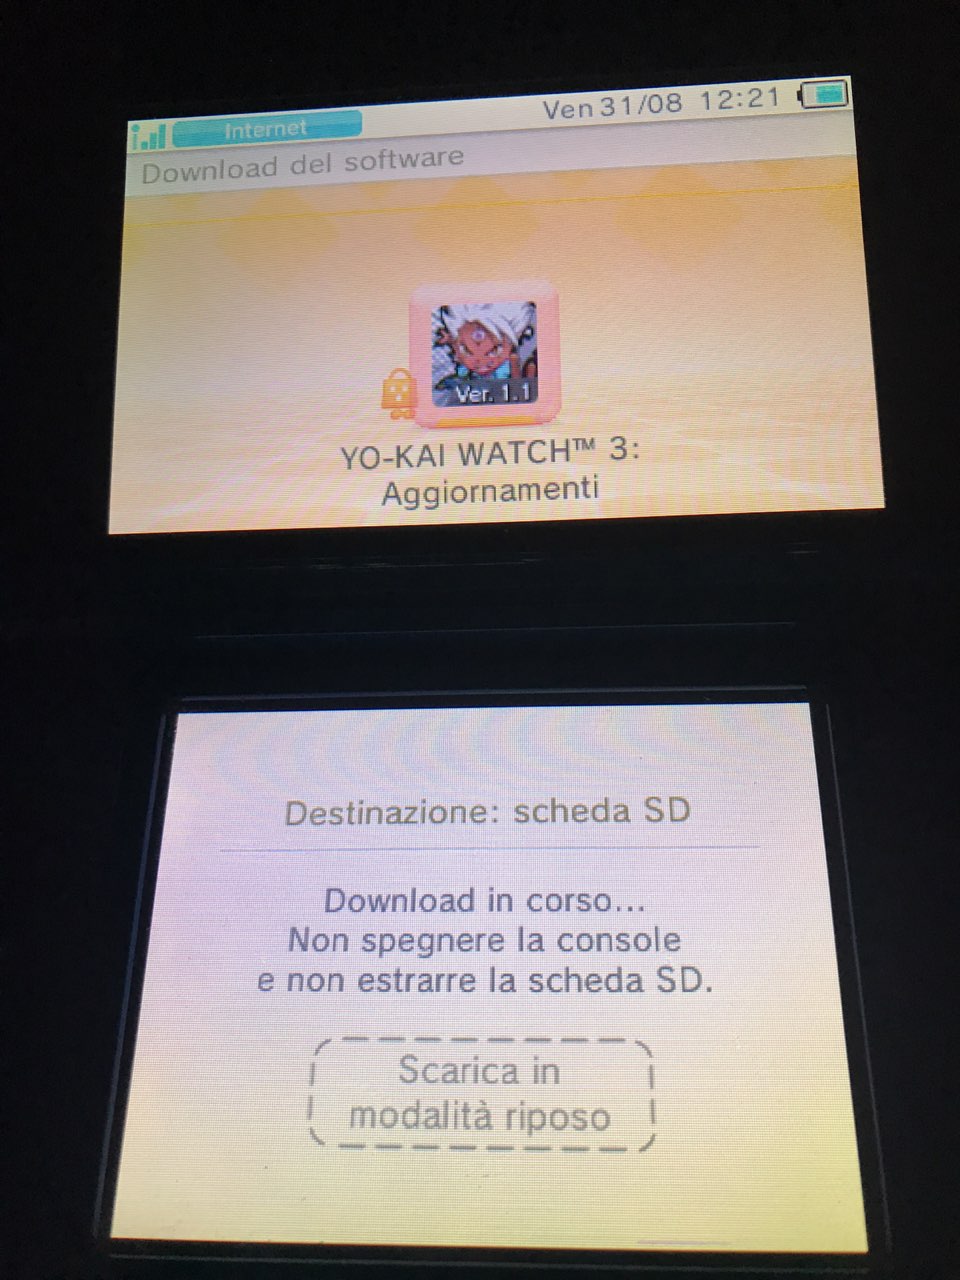 Internet
Ven 31/08 12:21
Download del software
Ver. 1.1
YO-KAI WATCH™ 3:
Aggiornamenti
Destinazione: scheda SD
Download in corso...
Non spegnere la console
e non estrarre la scheda SD.
Scarica in
modalità riposo